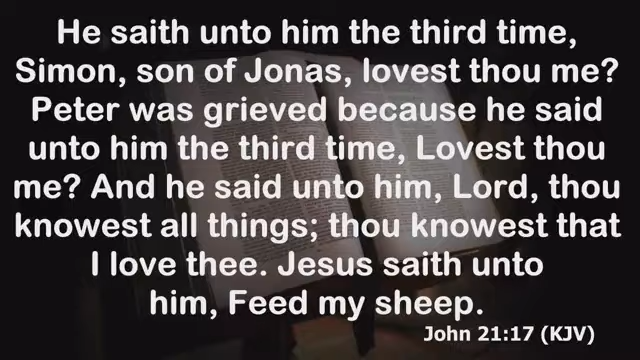 He saith unto him the third time,
Simon, son of Jonas, lovest thou me?
Peter was grieved because he said
unto him the third time, Lovest thou
me? And he said unto him, Lord, thou
knowest all things; thou knowest that
I love thee. Jesus saith unto
him, Feed my sheep.
John 21:17 (KJV)